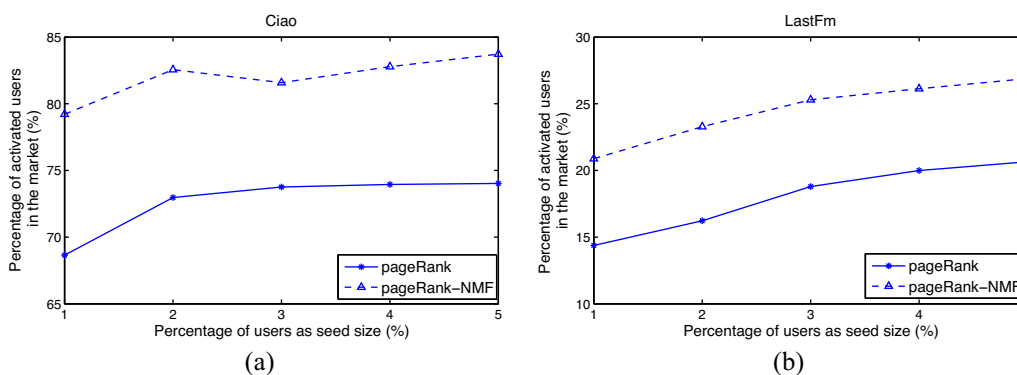 Ciao
85
80
75
70
65
Percentage of activated users
in the market (%)
pageRank
pageRank-NMF
1 2 3 4 5
Percentage of users as seed size (%)
(a)
LastFm
30
25
20
15
10
Percentage of activated users
in the market (%)
pageRank
pageRank-NMF
1 2 3 4
Percentage of users as seed size (%)
(b)